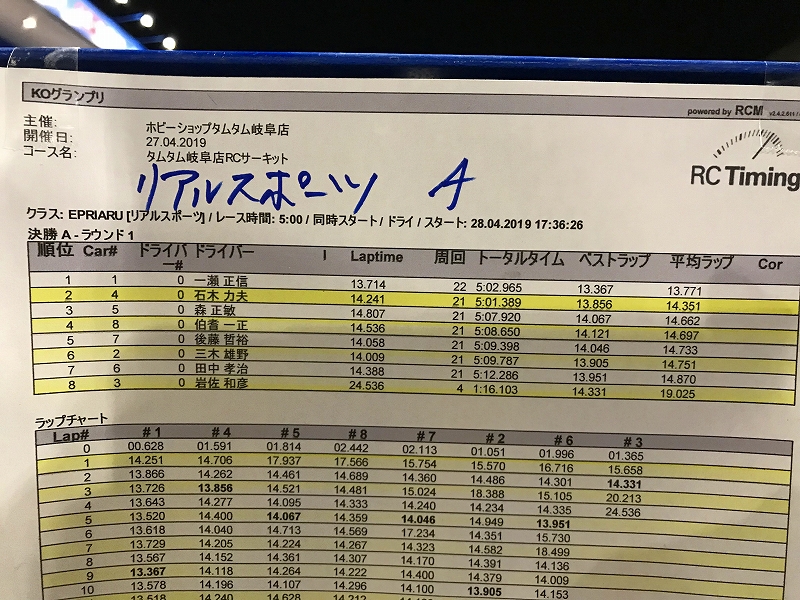 KOグランプリ
powered by RCM v2.4.2.611
主催: ホビーショップタムタム岐阜店
開催日: 27.04.2019
コース名: タムタム岐阜店RCサーキット
RC Timing
リアルスポーツ A
クラス: EPRIARU [リアルスポーツ] / レース時間: 5:00 / 同時スタート / ドライ / スタート: 28.04.2019 17:36:26
決勝 A - ラウンド 1
順位 Car# ドライバー# ドライバー I Laptime 周回 トータルタイム ベストラップ 平均ラップ Cor
1 1 0 一瀬 正信 13.714 22 5:02.965 13.367 13.771
2 4 0 石木 力夫 14.241 21 5:01.389 13.856 14.351
3 5 0 森 正敏 14.807 21 5:07.920 14.067 14.662
4 8 0 伯耆 一正 14.536 21 5:08.650 14.121 14.697
5 7 0 後藤 哲裕 14.058 21 5:09.398 14.046 14.733
6 2 0 三木 雄野 14.009 21 5:09.787 13.905 14.751
7 6 0 田中 孝治 14.388 21 5:12.286 13.951 14.870
8 3 0 岩佐 和彦 24.536 4 1:16.103 14.331 19.025
ラップチャート
Lap# # 1 # 4 # 5 # 8 # 7 # 2 # 6 # 3
0 00.628 01.591 01.814 02.442 02.113 01.051 01.996 01.365
1 14.251 14.706 17.937 17.566 15.754 15.570 16.716 15.658
2 13.866 14.262 14.461 14.689 14.360 14.486 14.301 14.331
3 13.726 13.856 14.521 14.481 15.024 18.388 15.105 20.213
4 13.643 14.277 14.095 14.333 14.240 14.234 14.335 24.536
5 13.520 14.400 14.067 14.359 14.046 14.949 13.951
6 13.618 14.040 14.713 14.569 17.234 14.351 15.730
7 13.729 14.205 14.224 14.267 14.323 14.582 18.499
8 13.567 14.152 14.361 14.307 14.170 14.391 14.136
9 13.367 14.118 14.264 14.222 14.400 14.379 14.009
10 13.578 14.196 14.107 14.296 14.100 13.905 14.153
13.518 14.240 14.628 14.212